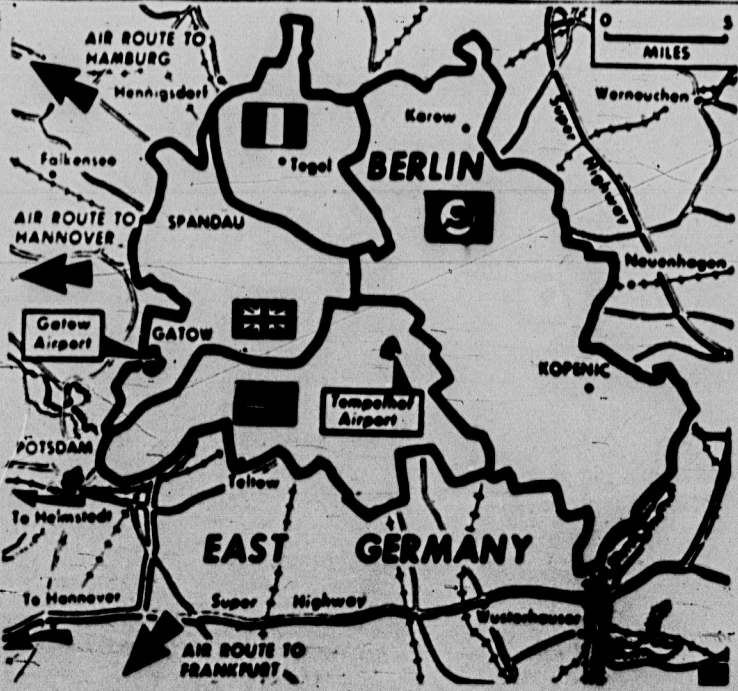 AIR ROUTE TO
HAMBURG
Hennigsdorf
0 5
MILES
Wernouchen
Karow
Super Highway
Falkensee
Tegel
BERLIN
AIR ROUTE TO
HANNOVER
SPANDAU
Neuenhagen
Gatow
Airport
GATOW
KOPENIC
Tempelhof
Airport
POTSDAM
Teltow
To Helmstedt
EAST GERMANY
To Hannover
Super Highway
Wusterhausen
AIR ROUTE TO
FRANKFURT